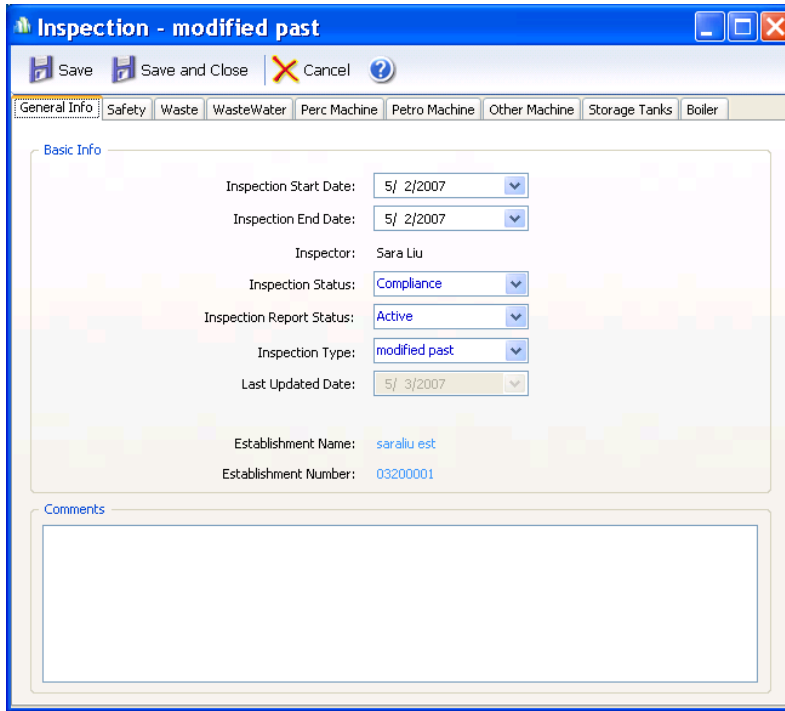 Inspection - modified past
Save Save and Close Cancel ?
General Info Safety Waste WasteWater Perc Machine Petro Machine Other Machine Storage Tanks Boiler
Basic Info
Inspection Start Date: 5/ 2/2007
Inspection End Date: 5/ 2/2007
Inspector: Sara Liu
Inspection Status: Compliance
Inspection Report Status: Active
Inspection Type: modified past
Last Updated Date: 5/ 3/2007
Establishment Name: saraliu est
Establishment Number: 03200001
Comments